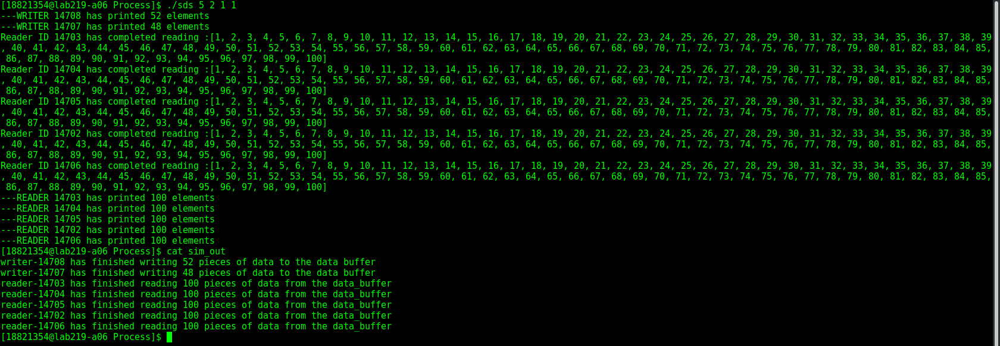 [18821354@lab219-a06 Process]$ ./sds 5 2 1 1
---WRITER 14708 has printed 52 elements
---WRITER 14707 has printed 48 elements
Reader ID 14703 has completed reading :[1, 2, 3, 4, 5, 6, 7, 8, 9, 10, 11, 12, 13, 14, 15, 16, 17, 18, 19, 20, 21, 22, 23, 24, 25, 26, 27, 28, 29, 30, 31, 32, 33, 34, 35, 36, 37, 38, 39
, 40, 41, 42, 43, 44, 45, 46, 47, 48, 49, 50, 51, 52, 53, 54, 55, 56, 57, 58, 59, 60, 61, 62, 63, 64, 65, 66, 67, 68, 69, 70, 71, 72, 73, 74, 75, 76, 77, 78, 79, 80, 81, 82, 83, 84, 85,
 86, 87, 88, 89, 90, 91, 92, 93, 94, 95, 96, 97, 98, 99, 100]
Reader ID 14704 has completed reading :[1, 2, 3, 4, 5, 6, 7, 8, 9, 10, 11, 12, 13, 14, 15, 16, 17, 18, 19, 20, 21, 22, 23, 24, 25, 26, 27, 28, 29, 30, 31, 32, 33, 34, 35, 36, 37, 38, 39
, 40, 41, 42, 43, 44, 45, 46, 47, 48, 49, 50, 51, 52, 53, 54, 55, 56, 57, 58, 59, 60, 61, 62, 63, 64, 65, 66, 67, 68, 69, 70, 71, 72, 73, 74, 75, 76, 77, 78, 79, 80, 81, 82, 83, 84, 85,
 86, 87, 88, 89, 90, 91, 92, 93, 94, 95, 96, 97, 98, 99, 100]
Reader ID 14705 has completed reading :[1, 2, 3, 4, 5, 6, 7, 8, 9, 10, 11, 12, 13, 14, 15, 16, 17, 18, 19, 20, 21, 22, 23, 24, 25, 26, 27, 28, 29, 30, 31, 32, 33, 34, 35, 36, 37, 38, 39
, 40, 41, 42, 43, 44, 45, 46, 47, 48, 49, 50, 51, 52, 53, 54, 55, 56, 57, 58, 59, 60, 61, 62, 63, 64, 65, 66, 67, 68, 69, 70, 71, 72, 73, 74, 75, 76, 77, 78, 79, 80, 81, 82, 83, 84, 85,
 86, 87, 88, 89, 90, 91, 92, 93, 94, 95, 96, 97, 98, 99, 100]
Reader ID 14702 has completed reading :[1, 2, 3, 4, 5, 6, 7, 8, 9, 10, 11, 12, 13, 14, 15, 16, 17, 18, 19, 20, 21, 22, 23, 24, 25, 26, 27, 28, 29, 30, 31, 32, 33, 34, 35, 36, 37, 38, 39
, 40, 41, 42, 43, 44, 45, 46, 47, 48, 49, 50, 51, 52, 53, 54, 55, 56, 57, 58, 59, 60, 61, 62, 63, 64, 65, 66, 67, 68, 69, 70, 71, 72, 73, 74, 75, 76, 77, 78, 79, 80, 81, 82, 83, 84, 85,
 86, 87, 88, 89, 90, 91, 92, 93, 94, 95, 96, 97, 98, 99, 100]
Reader ID 14706 has completed reading :[1, 2, 3, 4, 5, 6, 7, 8, 9, 10, 11, 12, 13, 14, 15, 16, 17, 18, 19, 20, 21, 22, 23, 24, 25, 26, 27, 28, 29, 30, 31, 32, 33, 34, 35, 36, 37, 38, 39
, 40, 41, 42, 43, 44, 45, 46, 47, 48, 49, 50, 51, 52, 53, 54, 55, 56, 57, 58, 59, 60, 61, 62, 63, 64, 65, 66, 67, 68, 69, 70, 71, 72, 73, 74, 75, 76, 77, 78, 79, 80, 81, 82, 83, 84, 85,
 86, 87, 88, 89, 90, 91, 92, 93, 94, 95, 96, 97, 98, 99, 100]
---READER 14703 has printed 100 elements
---READER 14704 has printed 100 elements
---READER 14705 has printed 100 elements
---READER 14702 has printed 100 elements
---READER 14706 has printed 100 elements
[18821354@lab219-a06 Process]$ cat sim_out
writer-14708 has finished writing 52 pieces of data to the data buffer
writer-14707 has finished writing 48 pieces of data to the data buffer
reader-14703 has finished reading 100 pieces of data from the data_buffer
reader-14704 has finished reading 100 pieces of data from the data_buffer
reader-14705 has finished reading 100 pieces of data from the data_buffer
reader-14702 has finished reading 100 pieces of data from the data_buffer
reader-14706 has finished reading 100 pieces of data from the data_buffer
[18821354@lab219-a06 Process]$